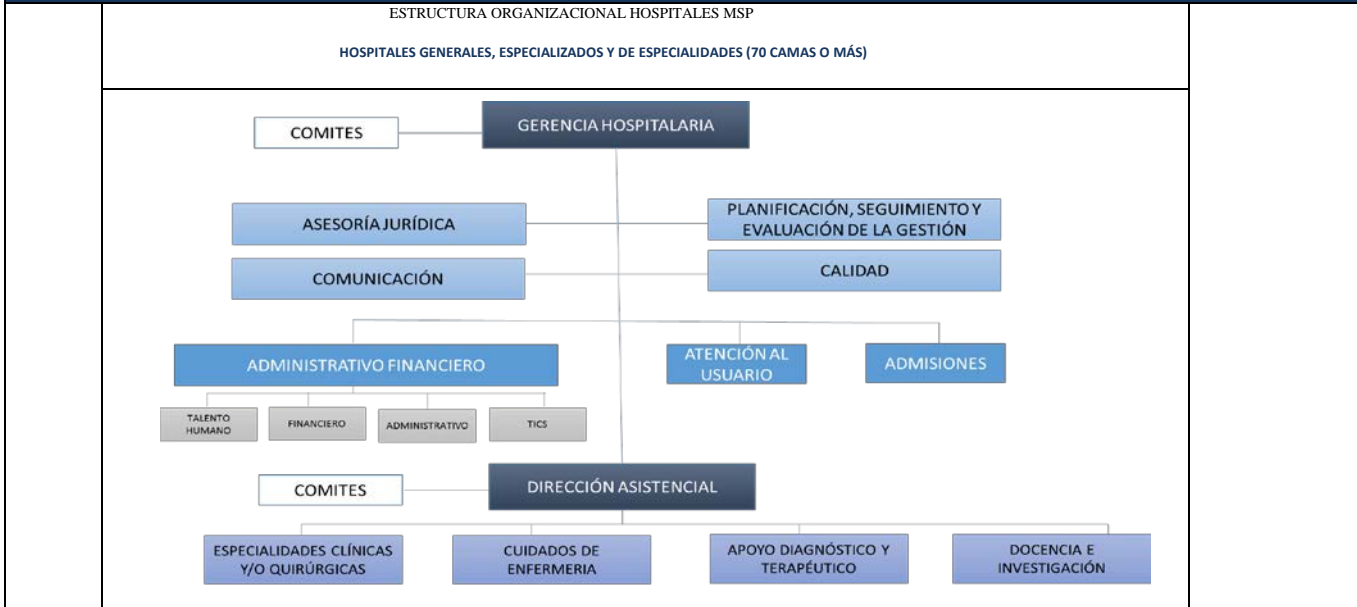 ESTRUCTURA ORGANIZACIONAL HOSPITALES MSP
HOSPITALES GENERALES, ESPECIALIZADOS Y DE ESPECIALIDADES (70 CAMAS O MÁS)
COMITES
GERENCIA HOSPITALARIA
ASESORÍA JURÍDICA
PLANIFICACIÓN, SEGUIMIENTO Y
EVALUACIÓN DE LA GESTIÓN
COMUNICACIÓN
CALIDAD
ADMINISTRATIVO FINANCIERO
ATENCIÓN AL
USUARIO
ADMISIONES
TALENTO
HUMANO
FINANCIERO
ADMINISTRATIVO
TICS
COMITES
DIRECCIÓN ASISTENCIAL
ESPECIALIDADES CLÍNICAS
Y/O QUIRÚRGICAS
CUIDADOS DE
ENFERMERIA
APOYO DIAGNÓSTICO Y
TERAPÉUTICO
DOCENCIA E
INVESTIGACIÓN